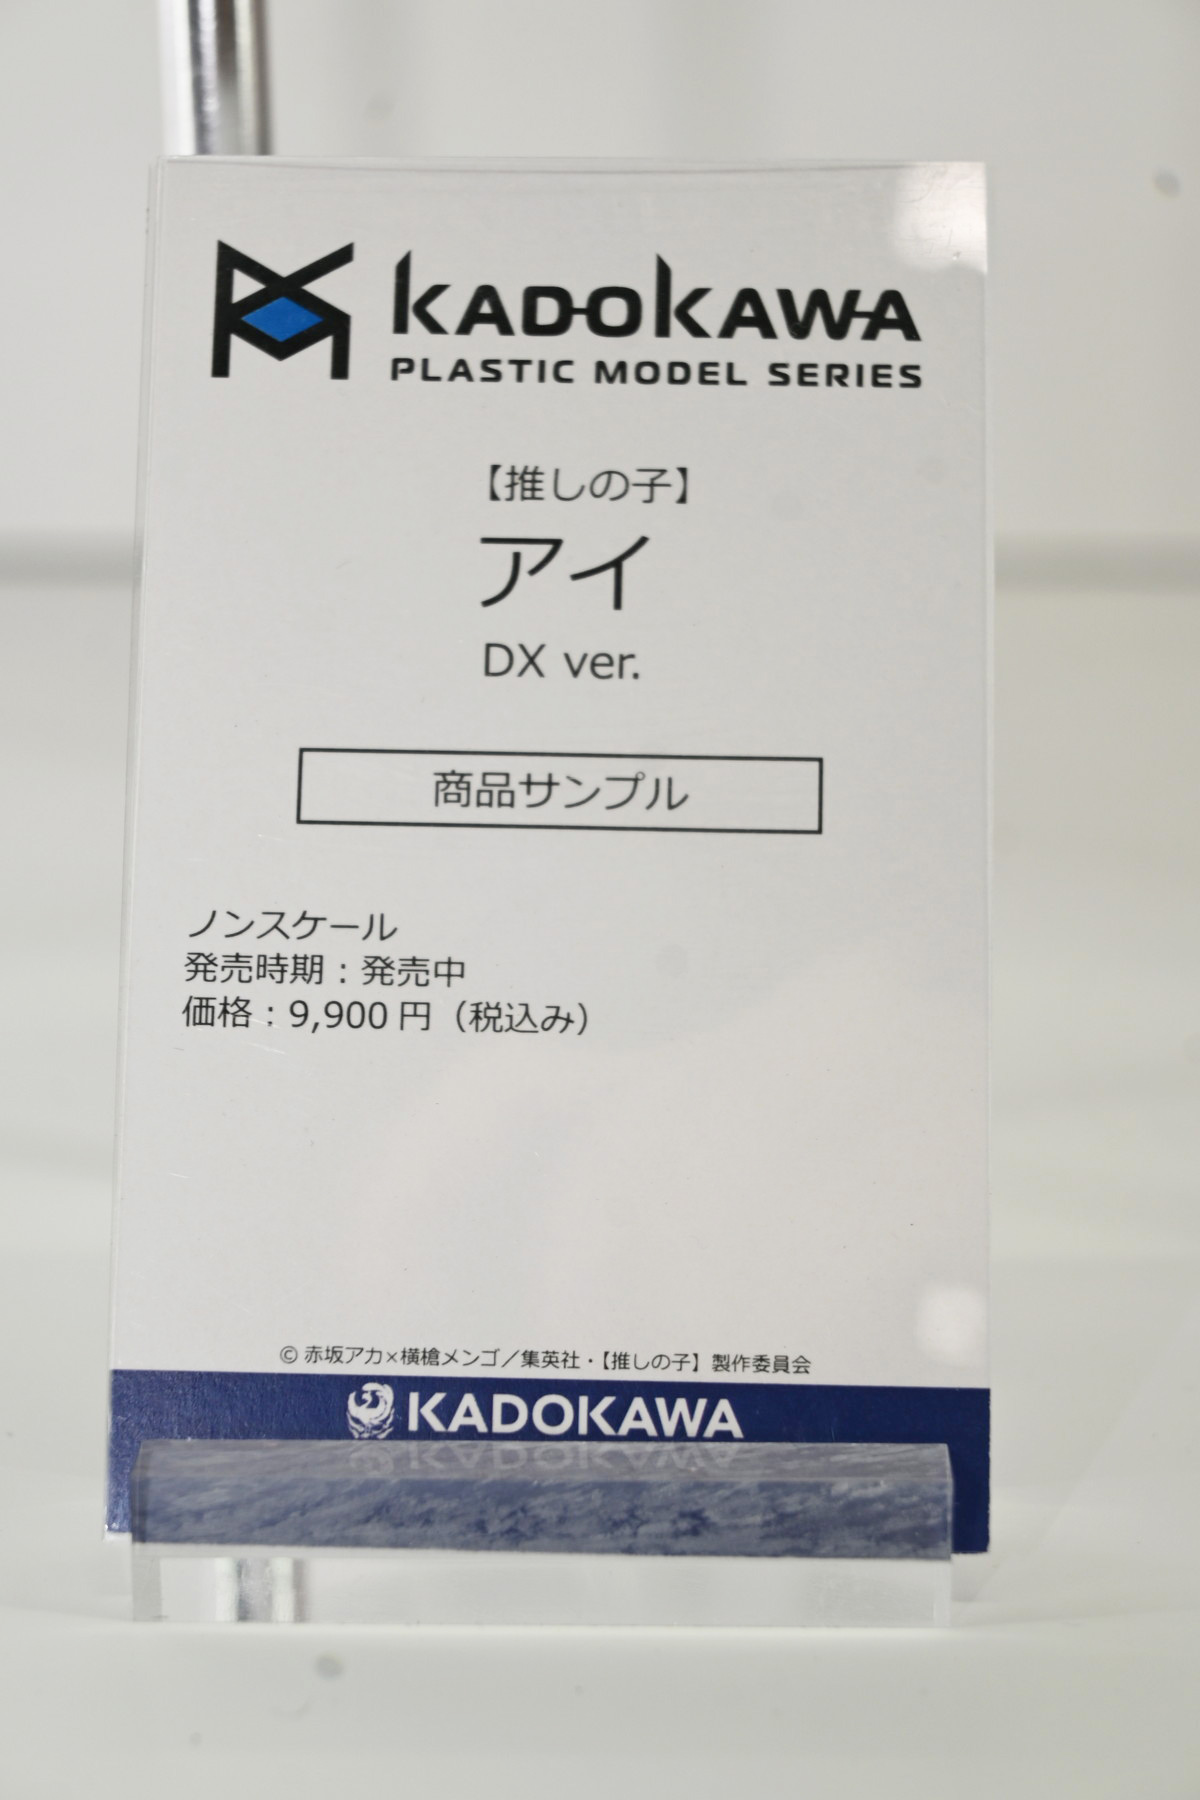 KADOKAWA
PLASTIC MODEL SERIES
【推しの子】
アイ
DX ver.
商品サンプル
ノンスケール
発売時期：発売中
価格：9,900 円（税込み）
© 赤坂アカ×横槍メンゴ／集英社・【推しの子】製作委員会
KADOKAWA